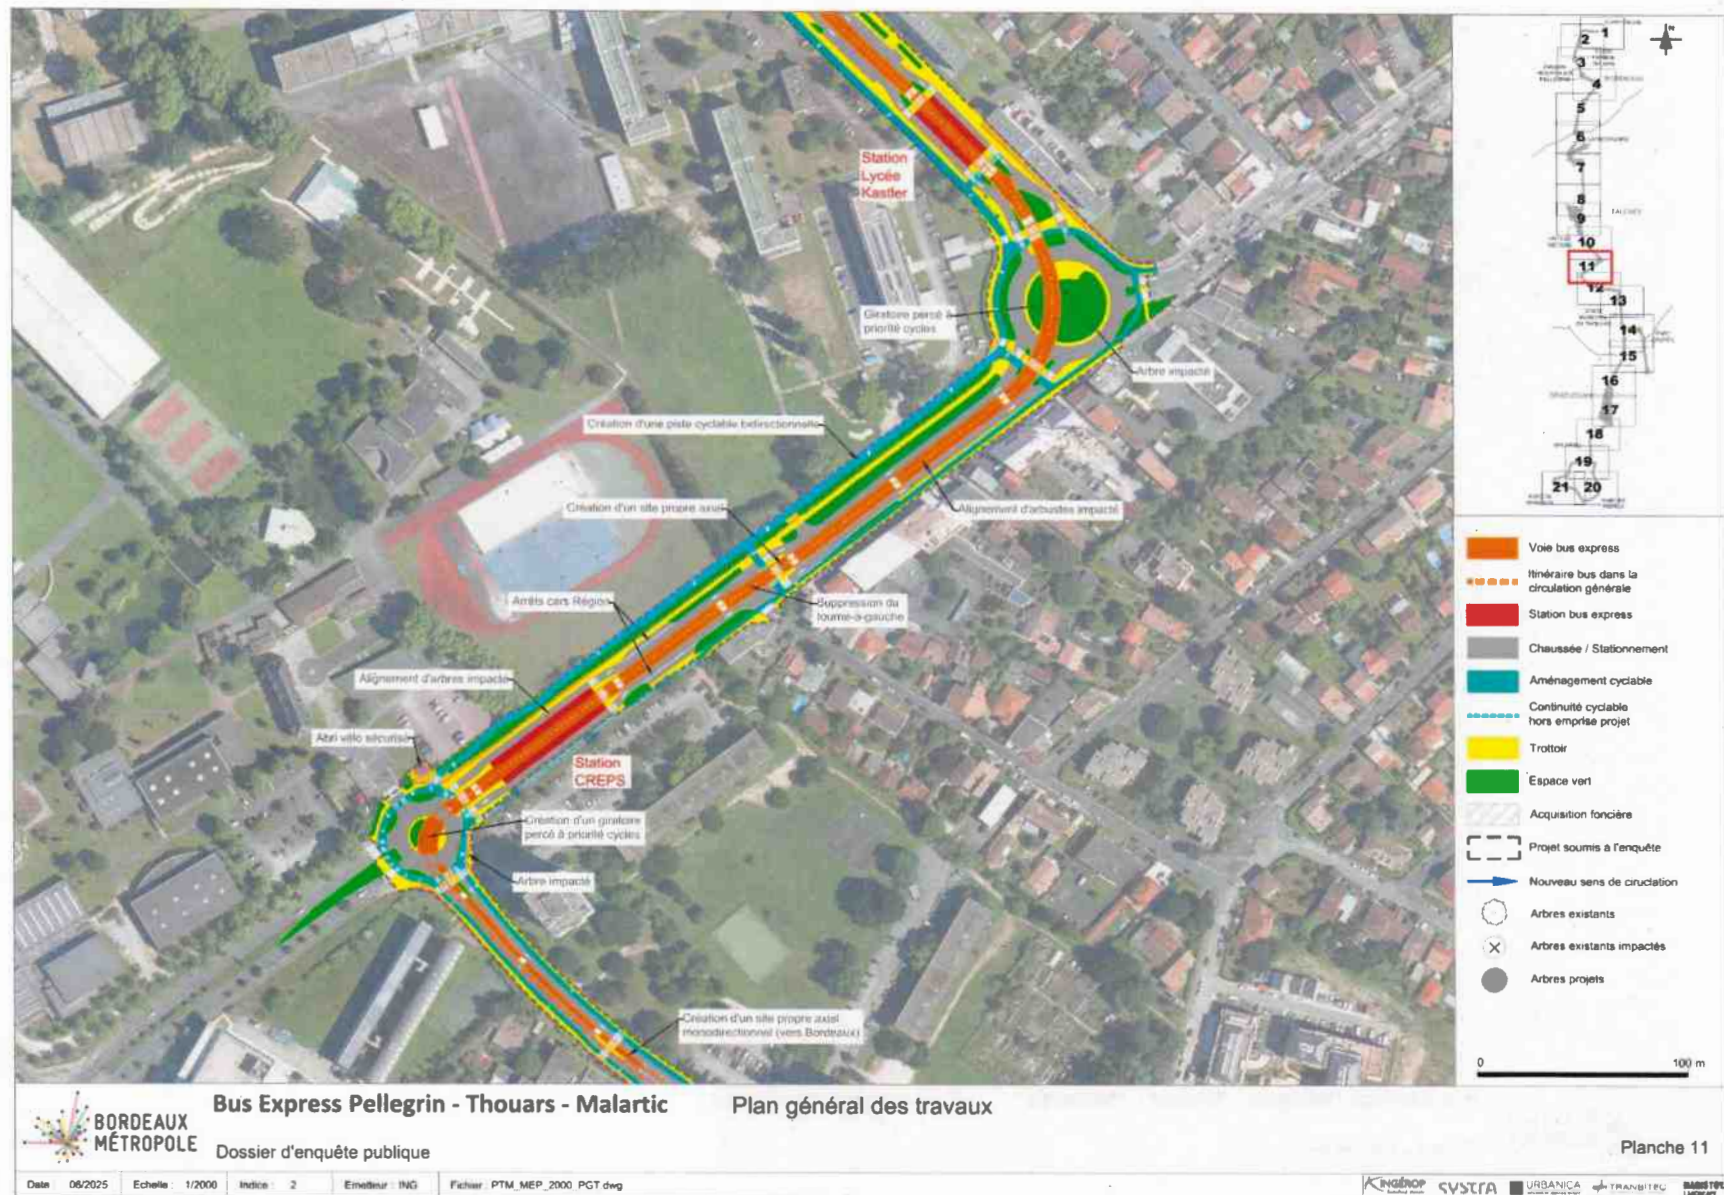 Station
Lycée
Kastler
Giratoire percé à
priorité cycles
Arbre impacté
Création d'une piste cyclable bidirectionnelle
Création d'un site propre axial
Alignement d'arbustes impacté
Arrêts cars Région
Suppression du
tourne-à-gauche
Alignement d'arbres impacté
Abri vélo sécurisé
Station
CREPS
Création d'un giratoire
percé à priorité cycles
Arbre impacté
Création d'un site propre axial
monodirectionnel (vers Bordeaux)
1
2
3
4
5
6
7
8
9
10
11
12
13
14
15
16
17
18
19
21
20
Voie bus express
Itinéraire bus dans la
circulation générale
Station bus express
Chaussée / Stationnement
Aménagement cyclable
Continuité cyclable
hors emprise projet
Trottoir
Espace vert
Acquisition foncière
Projet soumis à l'enquête
Nouveau sens de ciruclation
Arbres existants
Arbres existants impactés
Arbres projets
0 100 m
BORDEAUX
MÉTROPOLE
Bus Express Pellegrin - Thouars - Malartic
Plan général des travaux
Dossier d'enquête publique
Planche 11
Date : 06/2025 Echelle : 1/2000 Indice : 2 Emetteur : ING Fichier : PTM_MEP_2000_PGT.dwg
INGÉROP SYSTRA URBANICA TRANSITEC